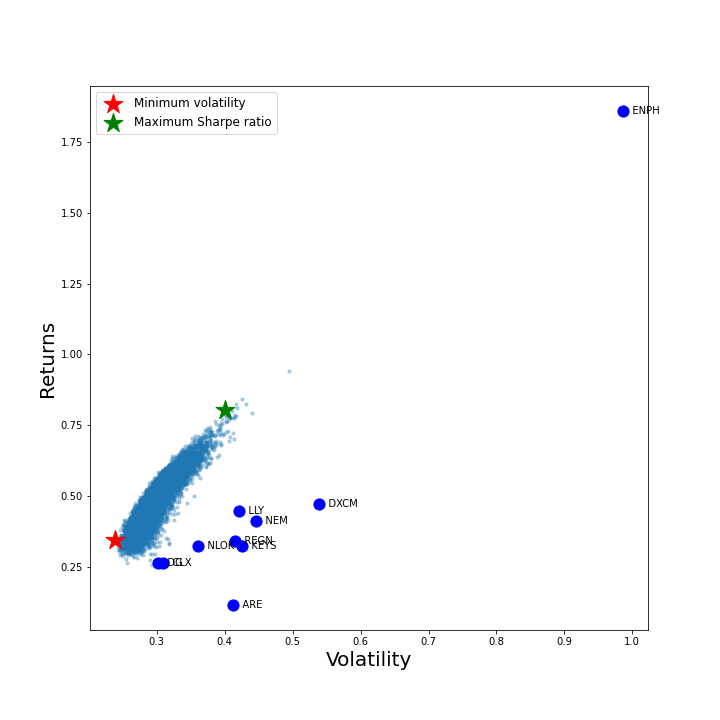 Minimum volatility
Maximum Sharpe ratio
ENPH
1.75
1.50
1.25
1.00
0.75
0.50
0.25
Returns
LLY
DXCM
NEM
REGN
NLOK
KEYS
DG
CLX
ARE
0.3
0.4
0.5
0.6
0.7
0.8
0.9
1.0
Volatility